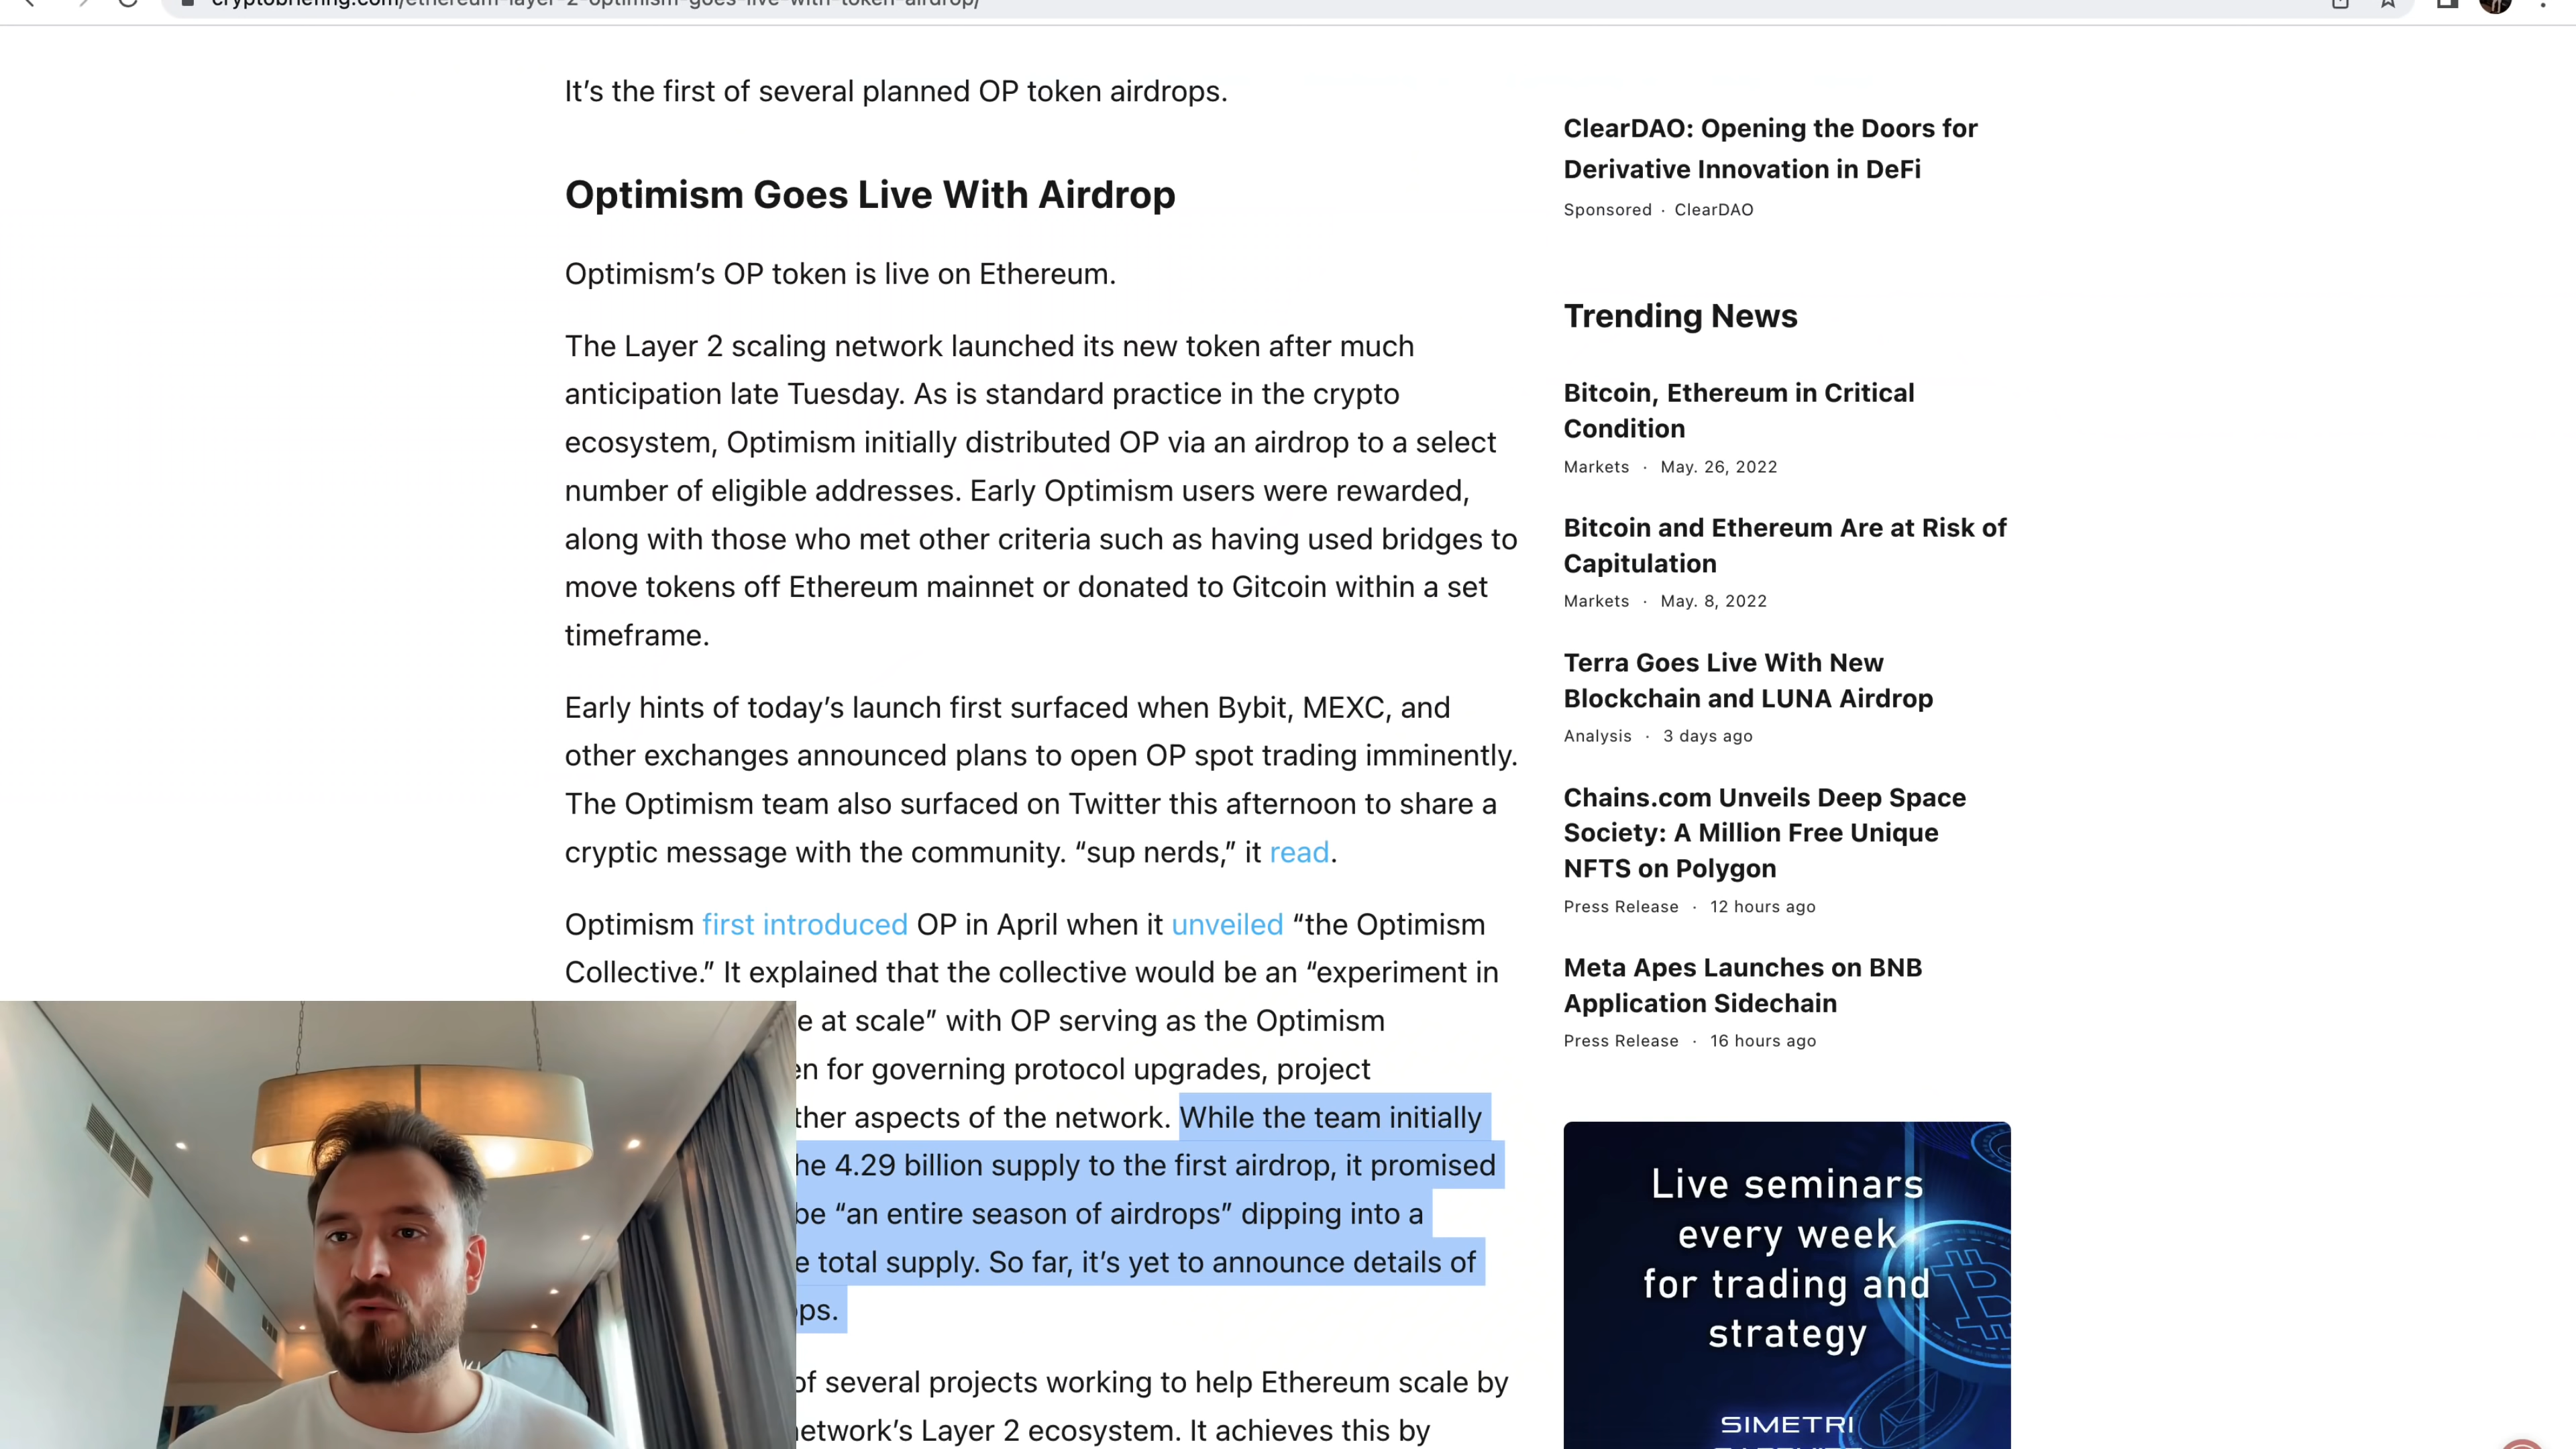 cryptobriefing.com/ethereum-layer-2-optimism-goes-live-with-token-airdrop/
It’s the first of several planned OP token airdrops.
Optimism Goes Live With Airdrop
Optimism’s OP token is live on Ethereum.
The Layer 2 scaling network launched its new token after much
anticipation late Tuesday. As is standard practice in the crypto
ecosystem, Optimism initially distributed OP via an airdrop to a select
number of eligible addresses. Early Optimism users were rewarded,
along with those who met other criteria such as having used bridges to
move tokens off Ethereum mainnet or donated to Gitcoin within a set
timeframe.
Early hints of today’s launch first surfaced when Bybit, MEXC, and
other exchanges announced plans to open OP spot trading imminently.
The Optimism team also surfaced on Twitter this afternoon to share a
cryptic message with the community. “sup nerds,” it read.
Optimism first introduced OP in April when it unveiled “the Optimism
Collective.” It explained that the collective would be an “experiment in
e at scale” with OP serving as the Optimism
en for governing protocol upgrades, project
ther aspects of the network. While the team initially
he 4.29 billion supply to the first airdrop, it promised
be “an entire season of airdrops” dipping into a
e total supply. So far, it’s yet to announce details of
ps.
of several projects working to help Ethereum scale by
etwork’s Layer 2 ecosystem. It achieves this by
ClearDAO: Opening the Doors for
Derivative Innovation in DeFi
Sponsored · ClearDAO
Trending News
Bitcoin, Ethereum in Critical
Condition
Markets · May. 26, 2022
Bitcoin and Ethereum Are at Risk of
Capitulation
Markets · May. 8, 2022
Terra Goes Live With New
Blockchain and LUNA Airdrop
Analysis · 3 days ago
Chains.com Unveils Deep Space
Society: A Million Free Unique
NFTS on Polygon
Press Release · 12 hours ago
Meta Apes Launches on BNB
Application Sidechain
Press Release · 16 hours ago
Live seminars
every week
for trading and
strategy
SIMETRI